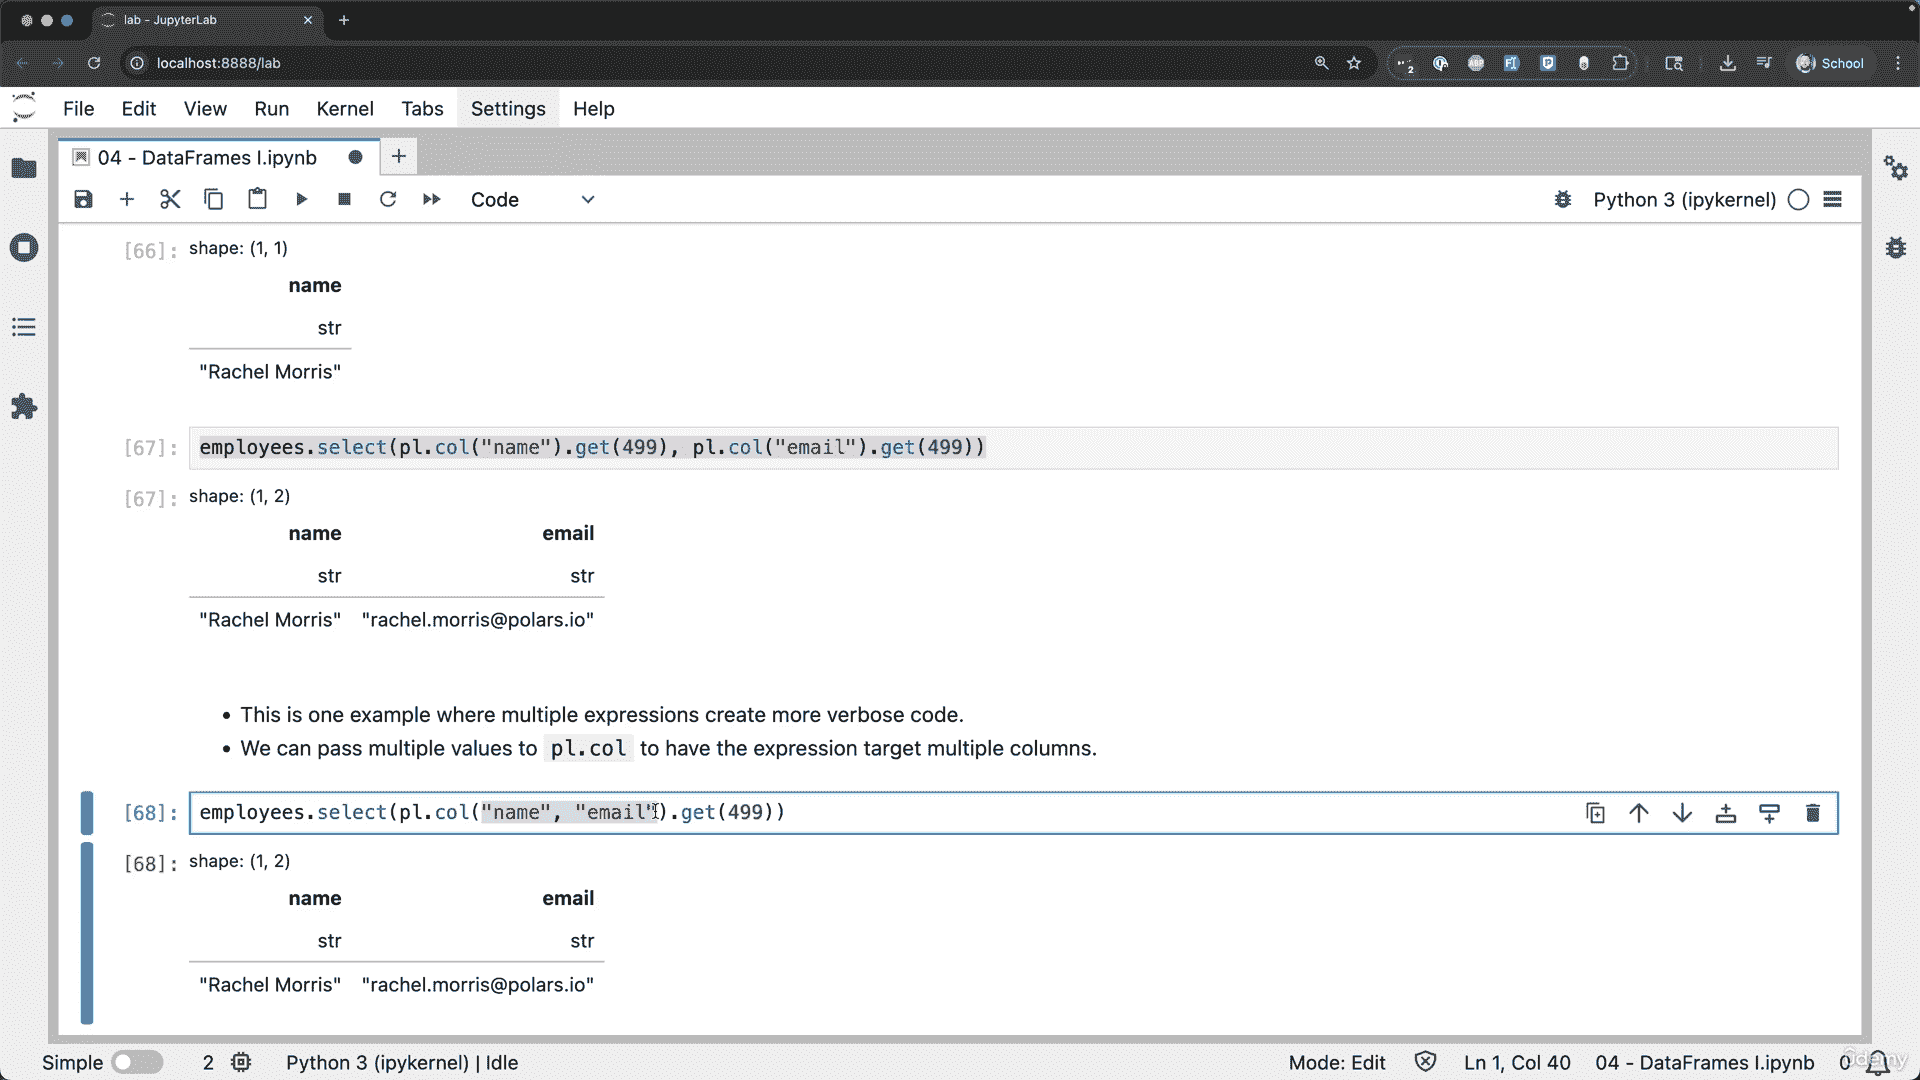 lab - JupyterLab
localhost:8888/lab
2
ABP
School
File Edit View Run Kernel Tabs Settings Help
04 - DataFrames I.ipynb
Code
Python 3 (ipykernel)
[66]: shape: (1, 1)
name
str
"Rachel Morris"
[67]: employees.select(pl.col("name").get(499), pl.col("email").get(499))
[67]: shape: (1, 2)
name email
str str
"Rachel Morris" "rachel.morris@polars.io"
• This is one example where multiple expressions create more verbose code.
• We can pass multiple values to pl.col to have the expression target multiple columns.
[68]: employees.select(pl.col("name", "email").get(499))
[68]: shape: (1, 2)
name email
str str
"Rachel Morris" "rachel.morris@polars.io"
Simple 2 Python 3 (ipykernel) | Idle Mode: Edit Ln 1, Col 40 04 - DataFrames I.ipynb 0
Udemy